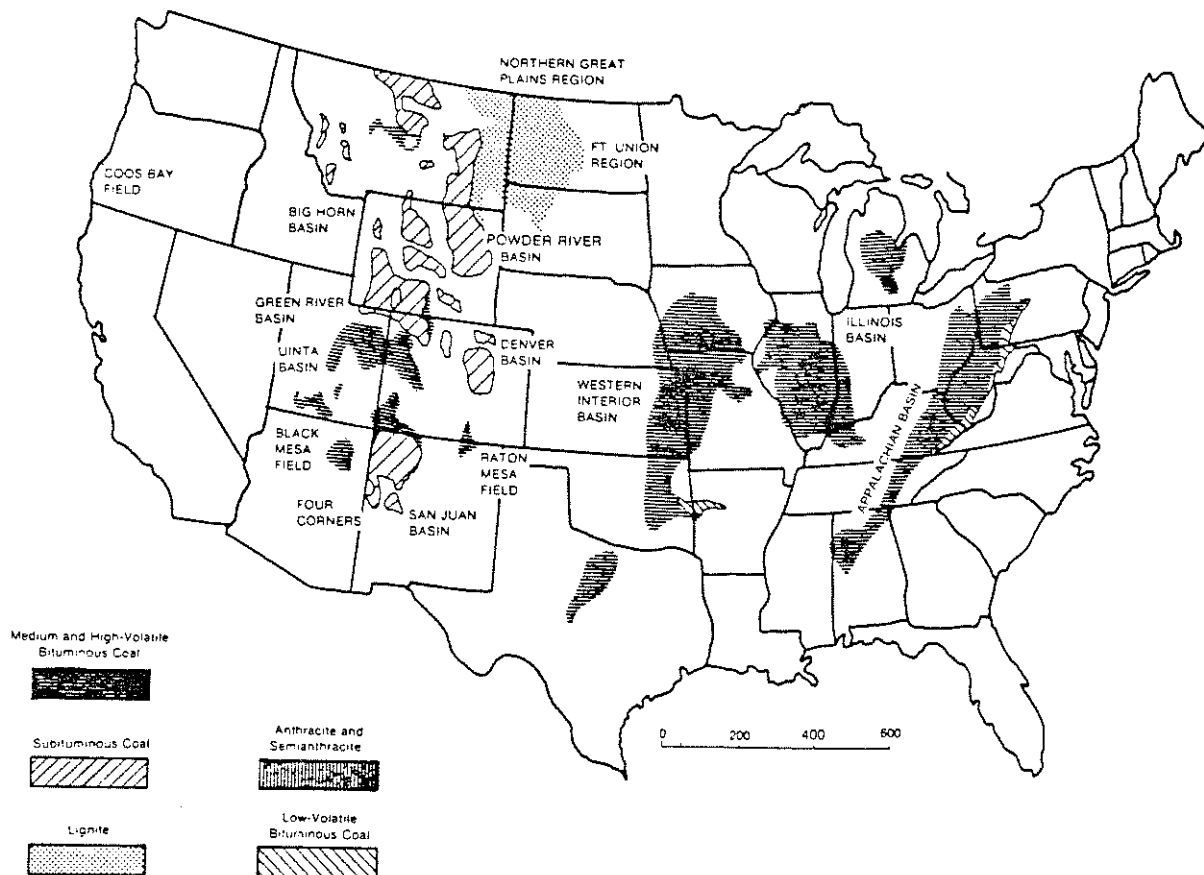 NORTHERN GREAT
PLAINS REGION
FT UNION
REGION
COOS BAY
FIELD
BIG HORN
BASIN
POWDER RIVER
BASIN
GREEN RIVER
BASIN
ILLINOIS
BASIN
UINTA
BASIN
DENVER
BASIN
WESTERN
INTERIOR
BASIN
APPALACHIAN BASIN
BLACK
MESA FIELD
RATON
MESA
FIELD
FOUR
CORNERS
SAN JUAN
BASIN
Medium and High-Volatile
Bituminous Coal
Subituminous Coal
Anthracite and
Semianthracite
Lignite
Low-Volatile
Bituminous Coal
0 200 400 600